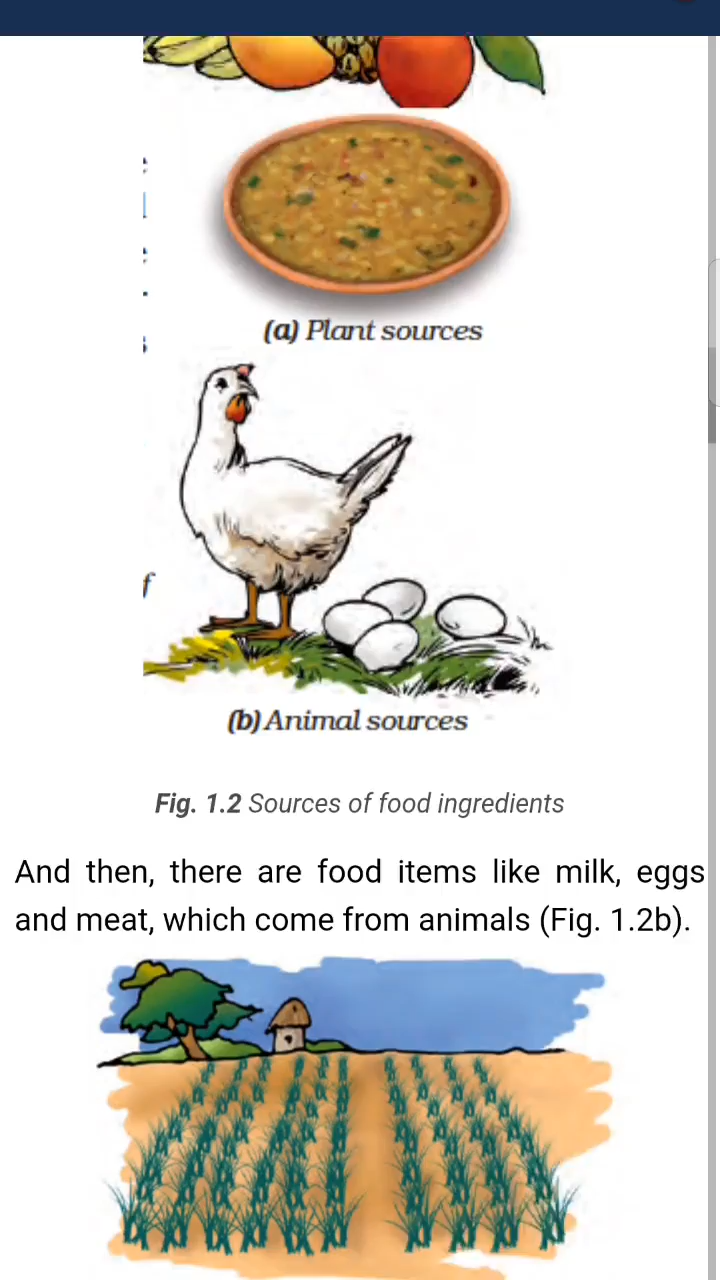 (a) Plant sources
f
(b) Animal sources
Fig. 1.2 Sources of food ingredients
And then, there are food items like milk, eggs
and meat, which come from animals (Fig. 1.2b).